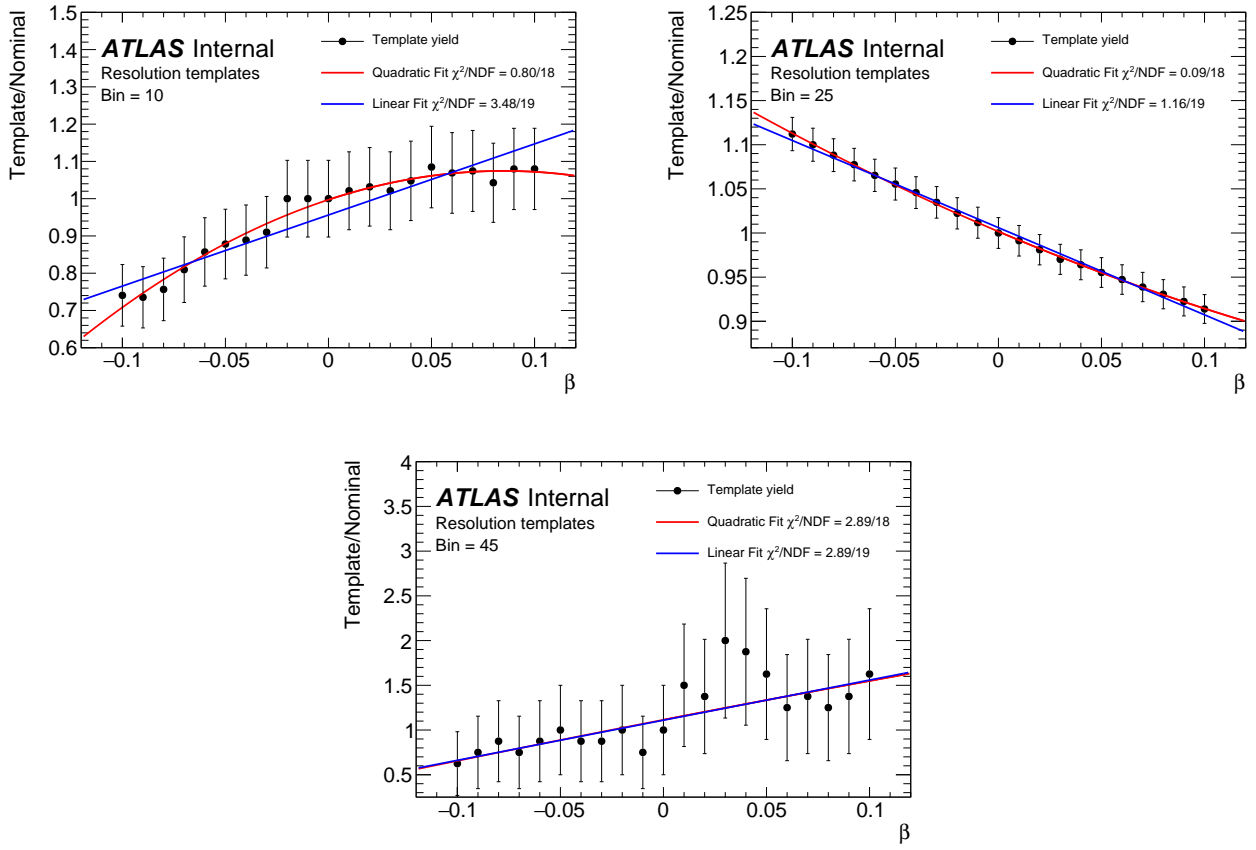 Template/Nominal
1.5
1.4
1.3
1.2
1.1
1
0.9
0.8
0.7
0.6
ATLAS Internal
Resolution templates
Bin = 10
Template yield
Quadratic Fit χ²/NDF = 0.80/18
Linear Fit χ²/NDF = 3.48/19
−0.1 −0.05 0 0.05 0.1
β
Template/Nominal
1.25
1.2
1.15
1.1
1.05
1
0.95
0.9
ATLAS Internal
Resolution templates
Bin = 25
Template yield
Quadratic Fit χ²/NDF = 0.09/18
Linear Fit χ²/NDF = 1.16/19
−0.1 −0.05 0 0.05 0.1
β
Template/Nominal
4
3.5
3
2.5
2
1.5
1
0.5
ATLAS Internal
Resolution templates
Bin = 45
Template yield
Quadratic Fit χ²/NDF = 2.89/18
Linear Fit χ²/NDF = 2.89/19
−0.1 −0.05 0 0.05 0.1
β